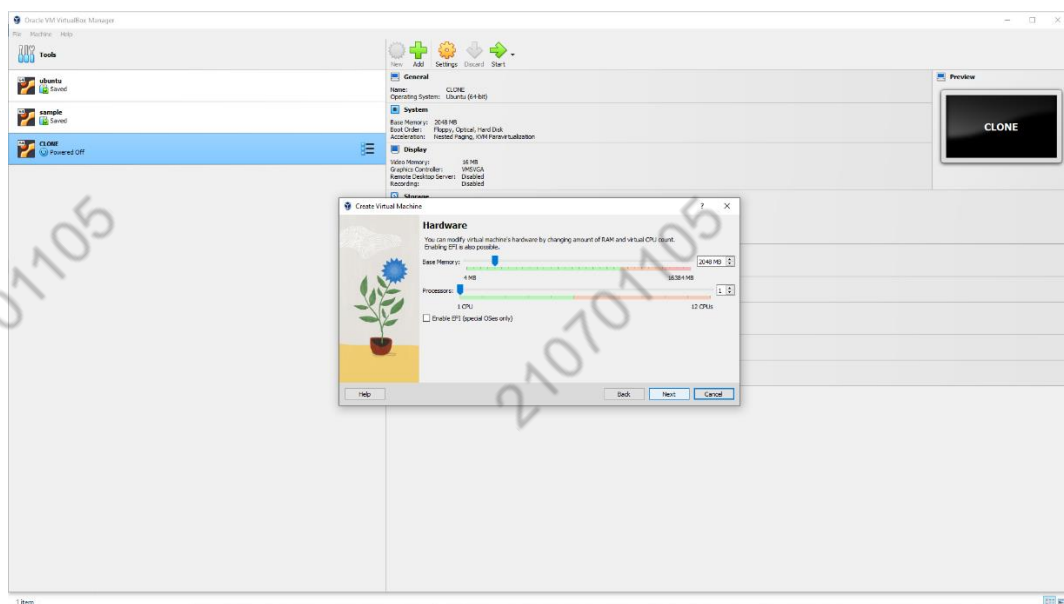 Oracle VM VirtualBox Manager
File Machine Help
Tools
New Add Settings Discard Start
ubuntu
Saved
sample
Saved
CLONE
Powered Off
General
Name: CLONE
Operating System: Ubuntu (64-bit)
System
Base Memory: 2048 MB
Boot Order: Floppy, Optical, Hard Disk
Acceleration: Nested Paging, KVM Paravirtualization
Display
Video Memory: 16 MB
Graphics Controller: VMSVGA
Remote Desktop Server: Disabled
Recording: Disabled
Storage
Preview
CLONE
Create Virtual Machine
? X
Hardware
You can modify virtual machine's hardware by changing amount of RAM and virtual CPU count.
Enabling EFI is also possible.
Base Memory: 2048 MB
4 MB 16384 MB
Processors: 1
1 CPU 12 CPUs
Enable EFI (special OSes only)
Help Back Next Cancel
01105
210701105
1 item